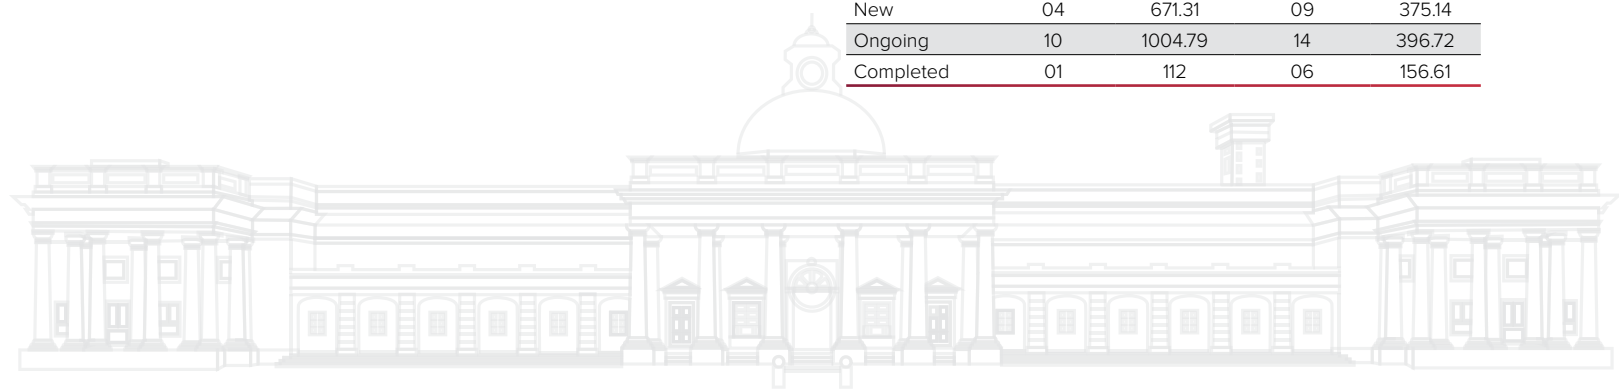 New 04 671.31 09 375.14
Ongoing 10 1004.79 14 396.72
Completed 01 112 06 156.61